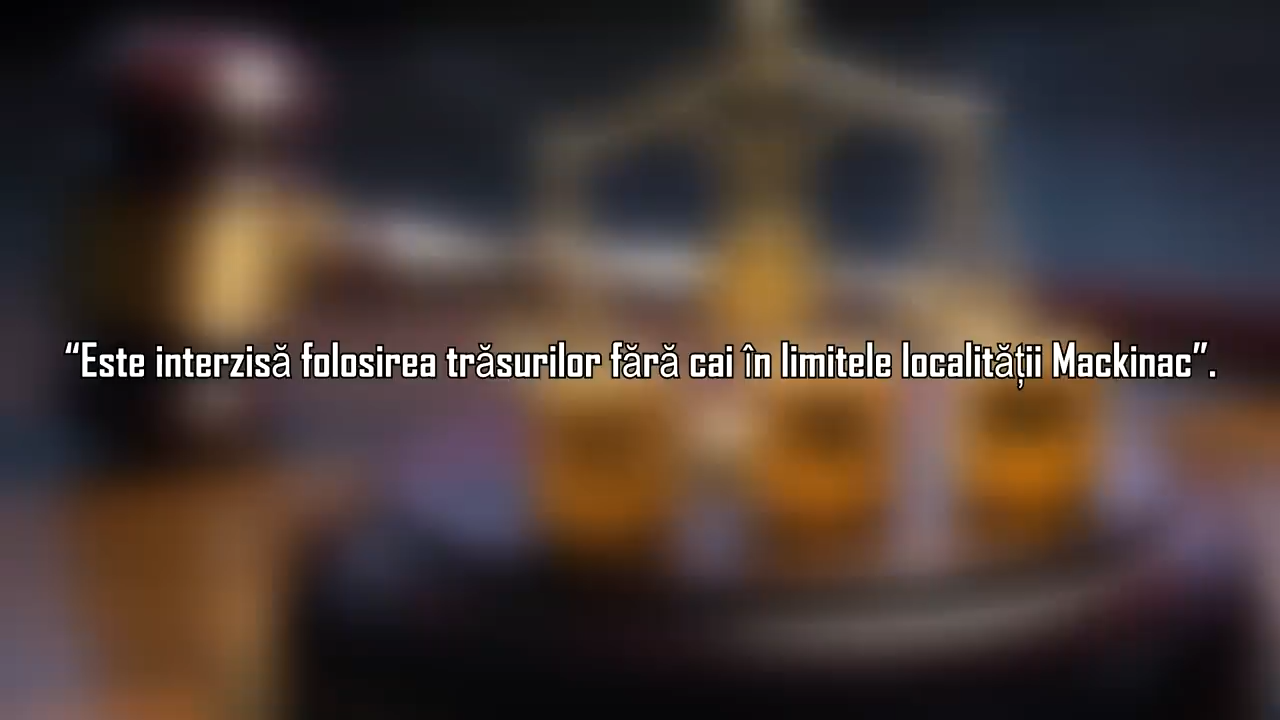 “Este interzisă folosirea trăsurilor fără cai în limitele localității Mackinac”.